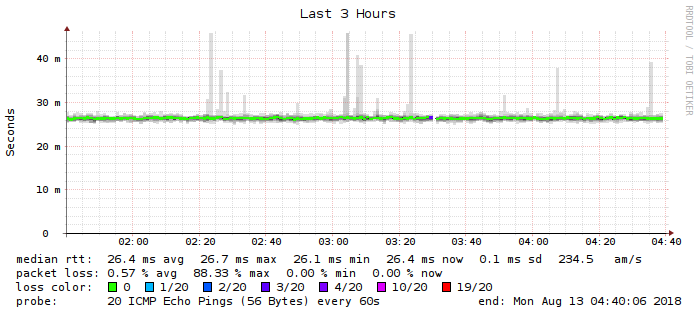 Last 3 Hours
RRDTOOL / TOBI OETIKER
Seconds
40 m
30 m
20 m
10 m
0
02:00 02:20 02:40 03:00 03:20 03:40 04:00 04:20 04:40
median rtt: 26.4 ms avg 26.7 ms max 26.1 ms min 26.4 ms now 0.1 ms sd 234.5 am/s
packet loss: 0.57 % avg 88.33 % max 0.00 % min 0.00 % now
loss color: 0 1/20 2/20 3/20 4/20 10/20 19/20
probe: 20 ICMP Echo Pings (56 Bytes) every 60s end: Mon Aug 13 04:40:06 2018